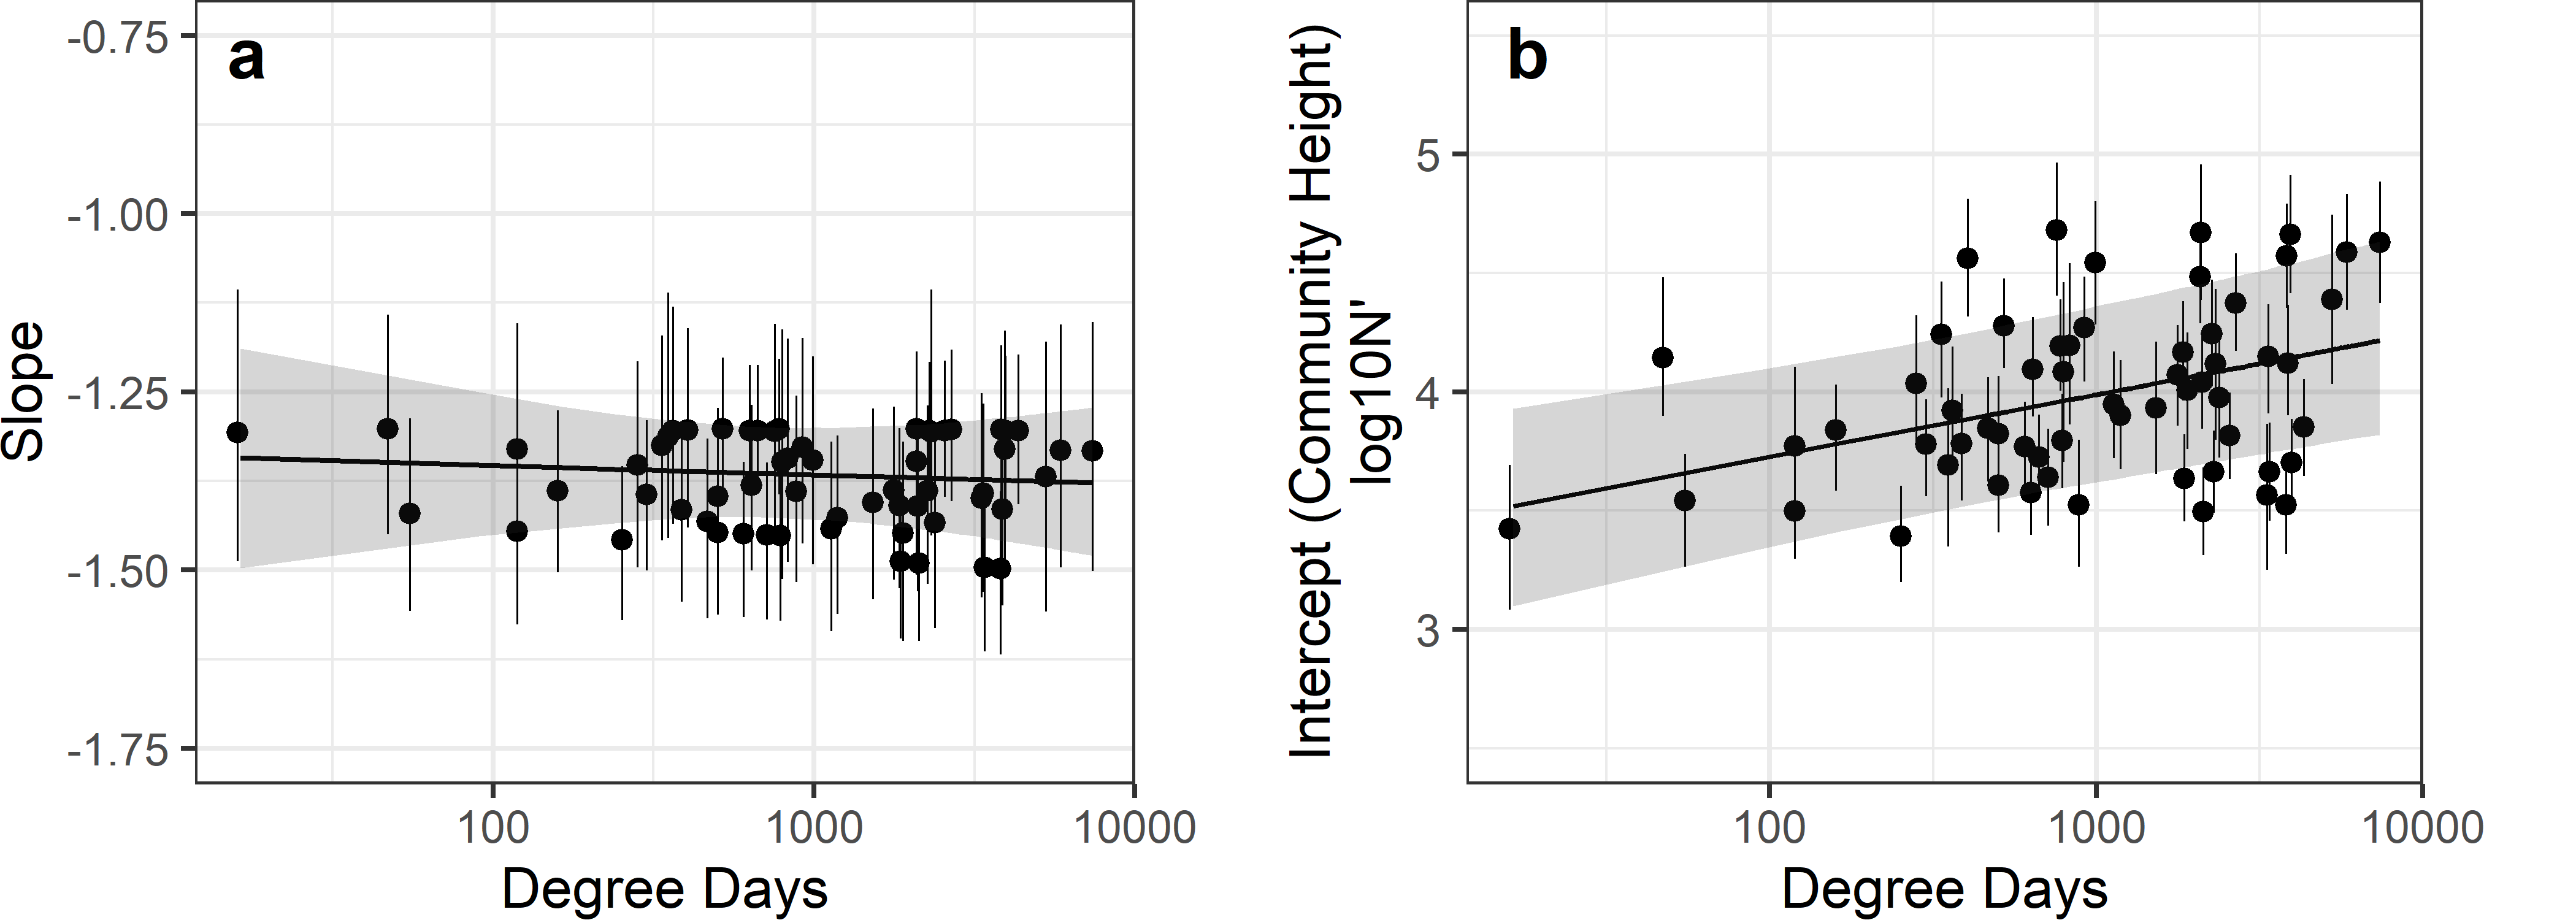 a
Slope
-0.75
-1.00
-1.25
-1.50
-1.75
100
1000
10000
Degree Days
b
Intercept (Community Height)
log10N'
5
4
3
100
1000
10000
Degree Days